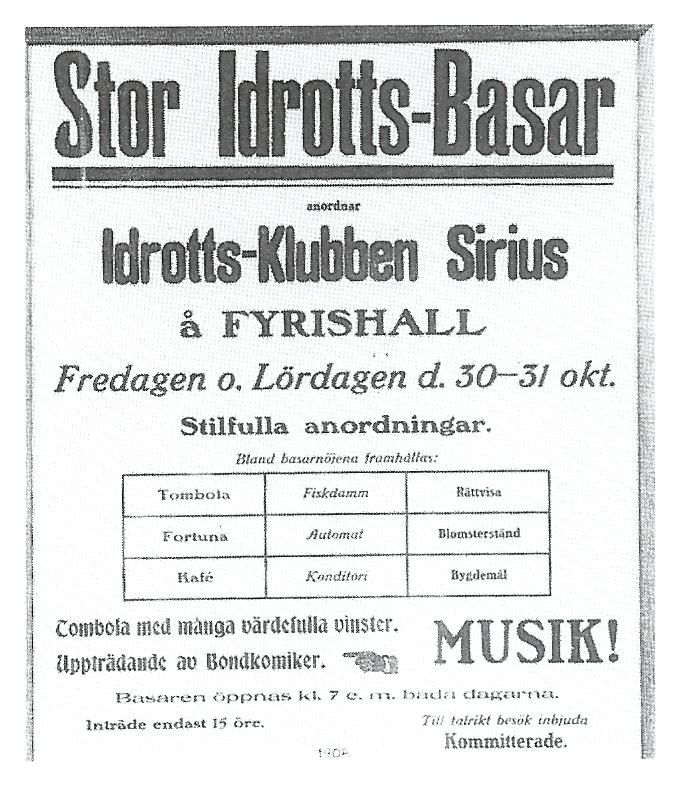 Stor Idrotts-Basar
anordnar
Idrotts-Klubben Sirius
å FYRISHALL
Fredagen o. Lördagen d. 30—31 okt.
Stilfulla anordningar.
Bland basarnöjena framhållas:
Tombola Fiskdamm Rättvisa
Fortuna Automat Blomsterstånd
Kafé Konditori Bygdemål
Tombola med många värdefulla vinster.
Uppträdande av Bondkomiker.
MUSIK!
Basaren öppnas kl. 7 e. m. båda dagarna.
Inträde endast 15 öre.
Till talrikt besök inbjuda
Kommitterade.
1908